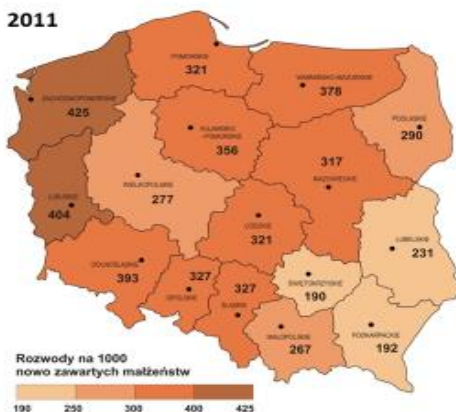 2011
POMORSKIE
321
WARMIŃSKO-MAZURSKIE
378
ZACHODNIOPOMORSKIE
425
PODLASKIE
290
KUJAWSKO-
-POMORSKIE
356
317
MAZOWIECKIE
WIELKOPOLSKIE
277
LUBUSKIE
404
ŁÓDZKIE
321
LUBELSKIE
231
DOLNOŚLĄSKIE
393
327
OPOLSKIE
327
ŚLĄSKIE
ŚWIĘTOKRZYSKIE
190
MAŁOPOLSKIE
267
PODKARPACKIE
192
Rozwody na 1000
nowo zawartych małżeństw
190 250 300 400 425